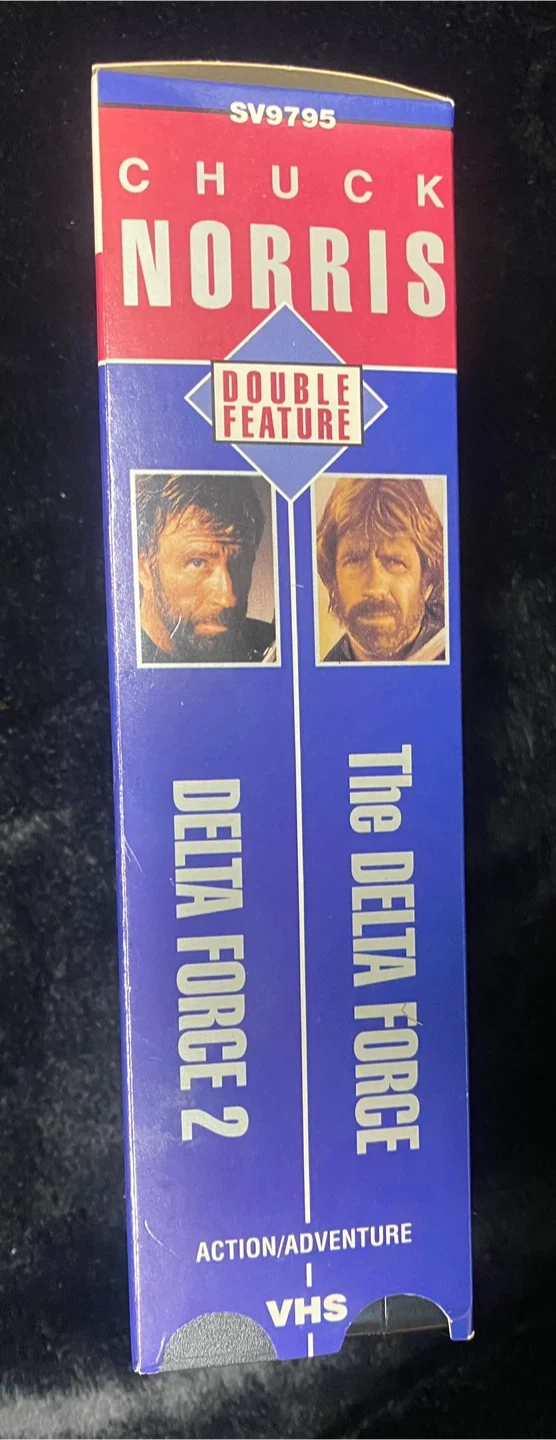 SV9795
CHUCK
NORRIS
DOUBLE
FEATURE
The DELTA FORCE
DELTA FORCE 2
ACTION/ADVENTURE
VHS